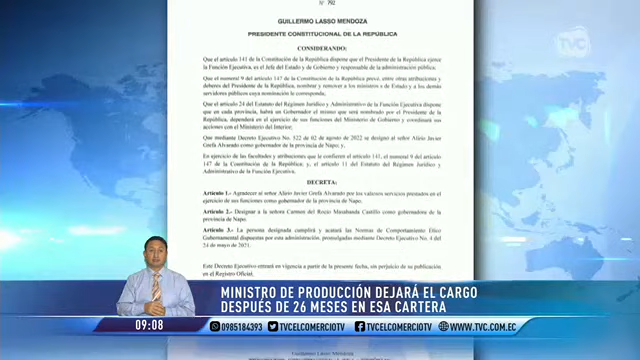 N° 792
GUILLERMO LASSO MENDOZA
PRESIDENTE CONSTITUCIONAL DE LA REPÚBLICA
CONSIDERANDO:
Que el artículo 141 de la Constitución de la República dispone que el Presidente de la República ejerce
la Función Ejecutiva, es el Jefe del Estado y de Gobierno y responsable de la administración pública;
Que el numeral 9 del artículo 147 de la Constitución de la República prevé, entre otras atribuciones y
deberes del Presidente de la República, nombrar y remover a los ministros de Estado y a los demás
servidores públicos cuya nominación le corresponda,
Que el artículo 24 del Estatuto del Régimen Jurídico y Administrativo de la Función Ejecutiva dispone
que en cada provincia, habrá un Gobernador el mismo que será nombrado por el Presidente de la República,
dependerá en el ejercicio de sus funciones del Ministerio de Gobierno y coordinará sus
acciones con el Ministerio del Interior;
Que mediante Decreto Ejecutivo No. 522 de 02 de agosto de 2022 se designó al señor Alirio Javier
Grefa Alvarado como gobernador de la provincia de Napo; y,
En ejercicio de las facultades y atribuciones que le confieren el artículo 141, el numeral 9 del artículo
147 de la Constitución de la República; y, el artículo 11 del Estatuto del Régimen Jurídico y
Administrativo de la Función Ejecutiva,
DECRETA:
Artículo 1.- Agradecer al señor Alirio Javier Grefa Alvarado por los valiosos servicios prestados en el
ejercicio de sus funciones como gobernador de la provincia de Napo.
Artículo 2.- Designar a la señora Carmen del Rocío Masabanda Castillo como gobernadora de la
provincia de Napo.
Artículo 3.- La persona designada cumplirá y acatará las Normas de Comportamiento Ético
Gubernamental dispuestas por esta administración, promulgadas mediante Decreto Ejecutivo No. 4 del
24 de mayo de 2021.
Este Decreto Ejecutivo entrará en vigencia a partir de la presente fecha, sin perjuicio de su publicación
en el Registro Oficial.
TVC
MINISTRO DE PRODUCCIÓN DEJARÁ EL CARGO
DESPUÉS DE 26 MESES EN ESA CARTERA
09:08
0985184393 TVCELCOMERCIOTV TVCELCOMERCIOTV WWW.TVC.COM.EC
Guillermo Lasso Mendoza